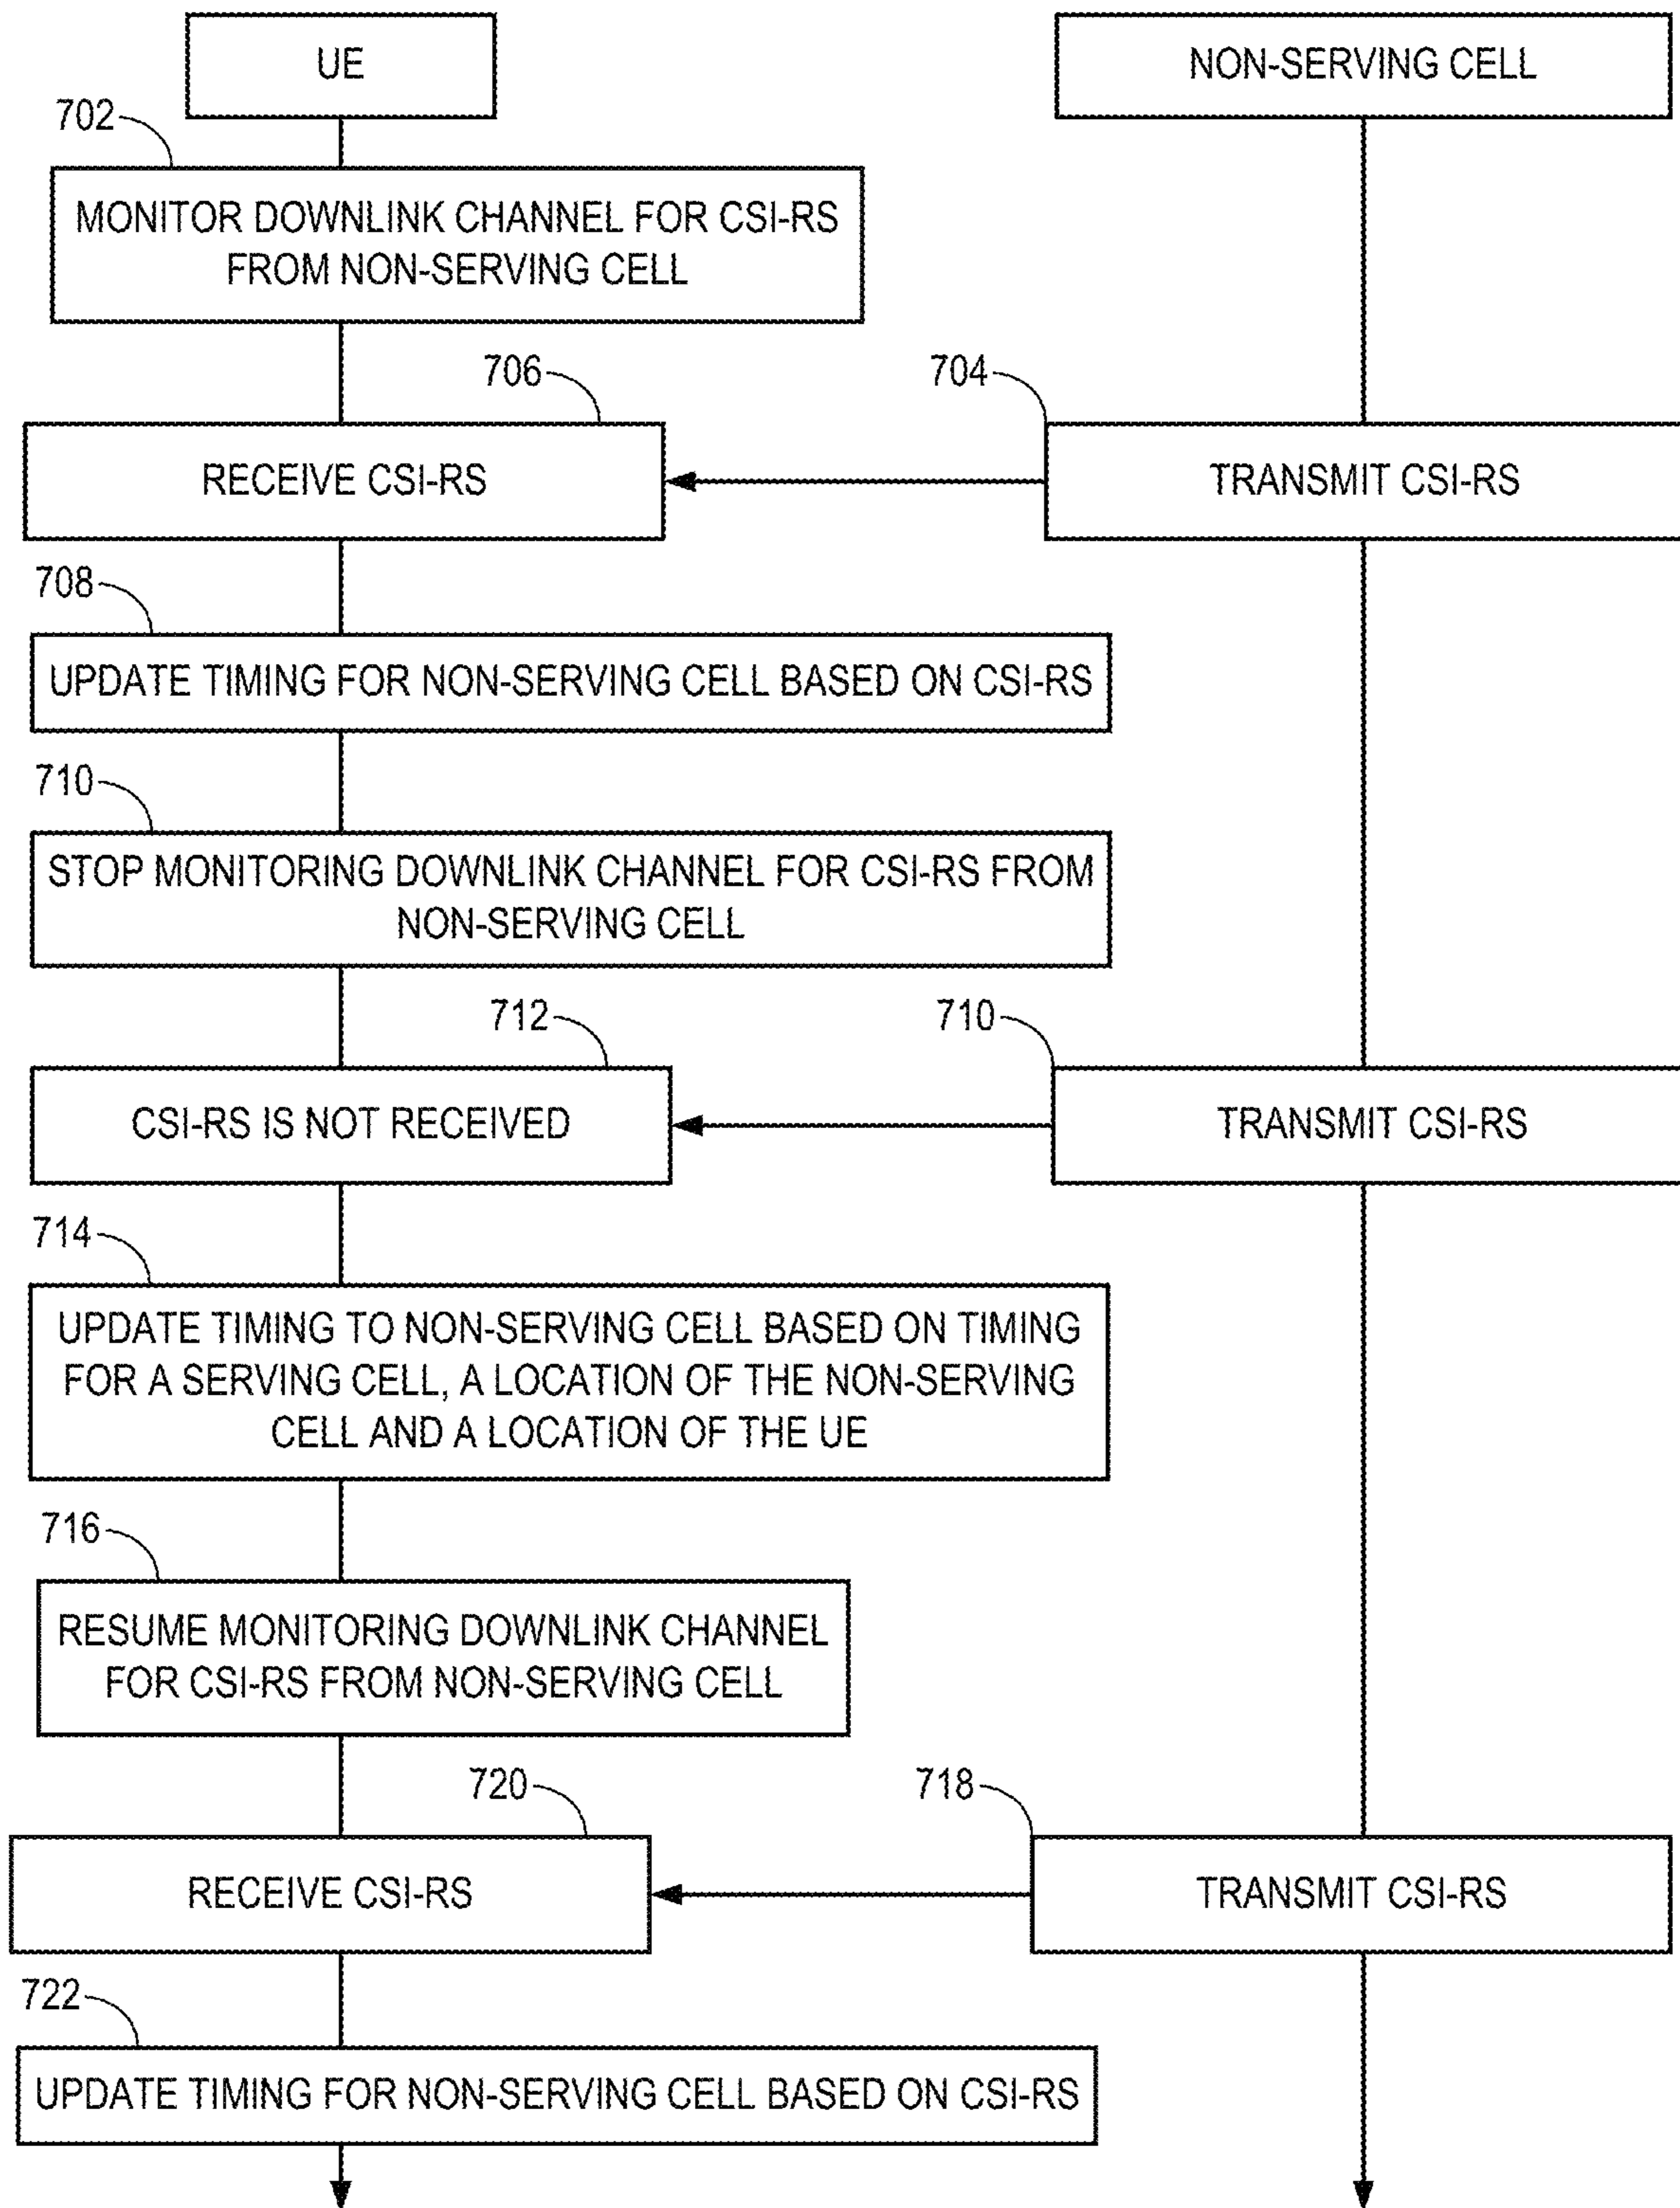 UE
NON-SERVING CELL
702
MONITOR DOWNLINK CHANNEL FOR CSI-RS
FROM NON-SERVING CELL
706
704
RECEIVE CSI-RS
TRANSMIT CSI-RS
708
UPDATE TIMING FOR NON-SERVING CELL BASED ON CSI-RS
710
STOP MONITORING DOWNLINK CHANNEL FOR CSI-RS FROM
NON-SERVING CELL
712
710
CSI-RS IS NOT RECEIVED
TRANSMIT CSI-RS
714
UPDATE TIMING TO NON-SERVING CELL BASED ON TIMING
FOR A SERVING CELL, A LOCATION OF THE NON-SERVING
CELL AND A LOCATION OF THE UE
716
RESUME MONITORING DOWNLINK CHANNEL
FOR CSI-RS FROM NON-SERVING CELL
720
718
RECEIVE CSI-RS
TRANSMIT CSI-RS
722
UPDATE TIMING FOR NON-SERVING CELL BASED ON CSI-RS